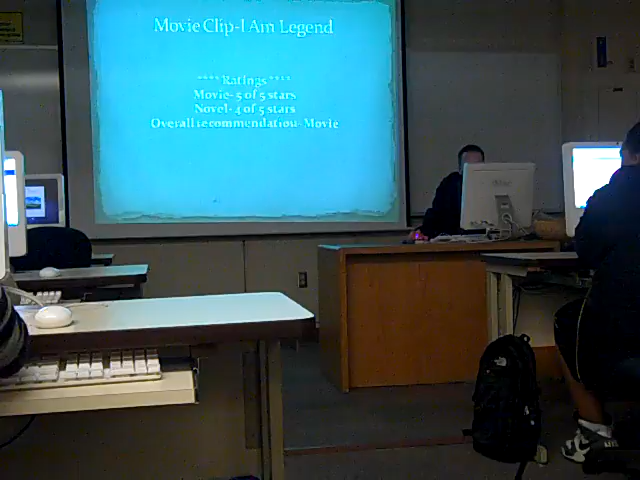 Movie Clip-I Am Legend
**** Ratings ****
Movie- 5 of 5 stars
Novel- 4 of 5 stars
Overall recommendation- Movie